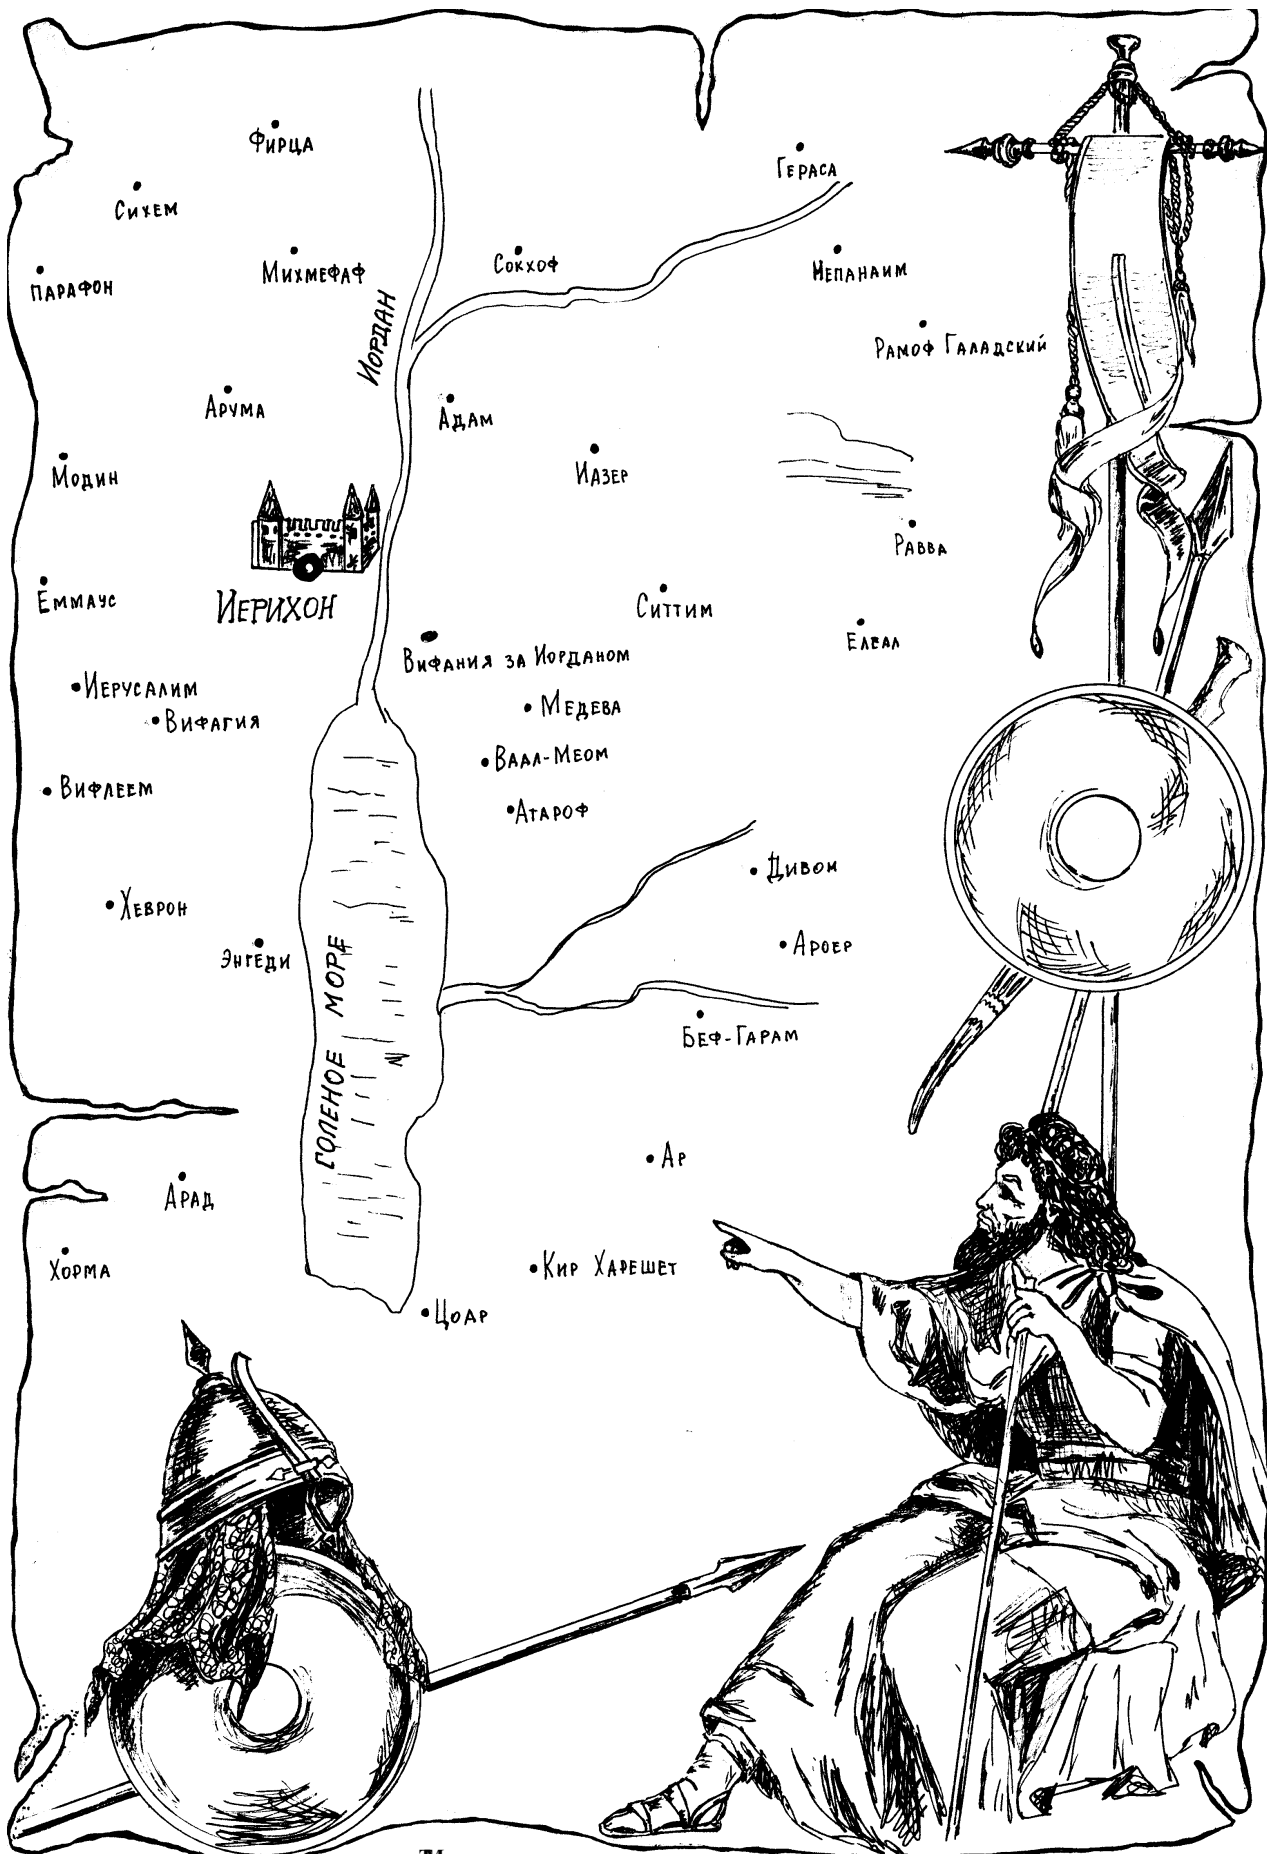 Фирца
Гераса
Сихем
Михмефаф
Сокхоф
Непанаим
Парафон
Иордан
Рамоф Галадский
Арума
Адам
Модин
Иазер
Равва
Еммаус
Иерихон
Ситтим
Елеал
Вифания за Иорданом
Иерусалим
Вифагия
Медева
Ваал-Меом
Вифлеем
Атароф
Дивон
Хеврон
Ароер
Энгеди
Соленое море
Беф-Гарам
Ар
Арад
Хорма
Кир Харешет
Цоар